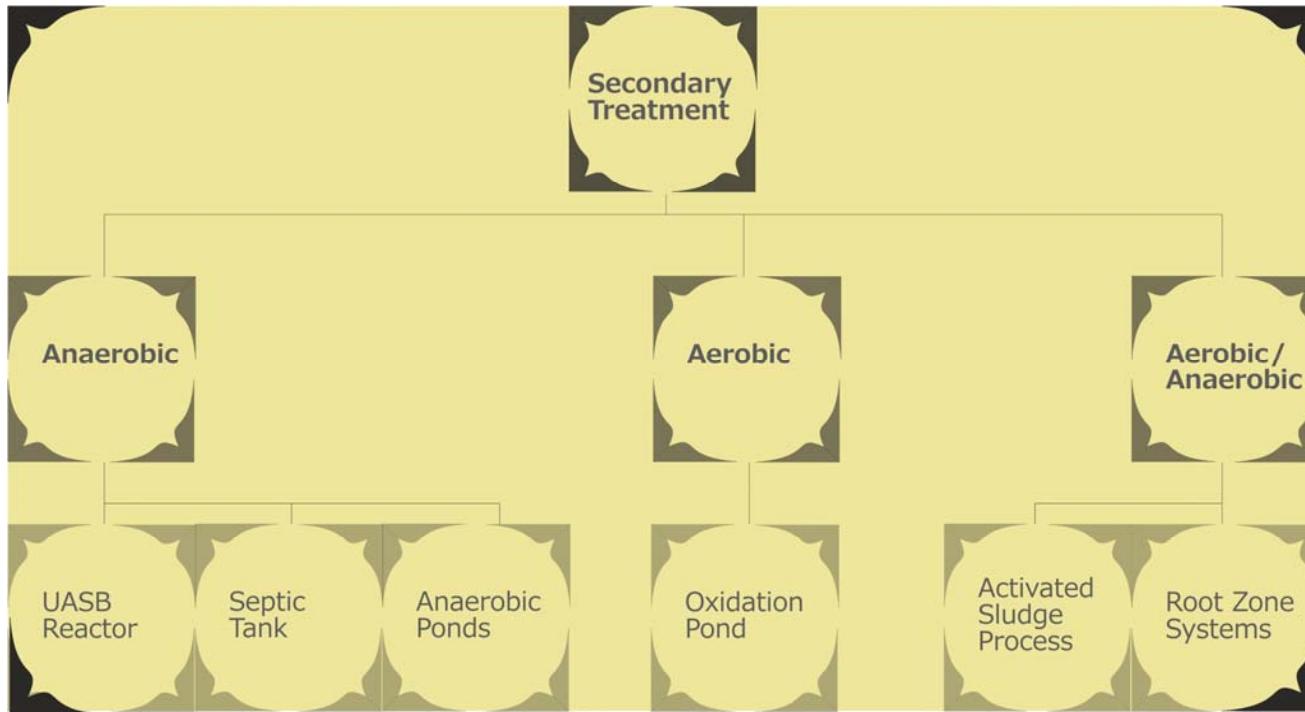 Secondary
Treatment
Anaerobic
Aerobic
Aerobic/
Anaerobic
UASB
Reactor
Septic
Tank
Anaerobic
Ponds
Oxidation
Pond
Activated
Sludge
Process
Root Zone
Systems